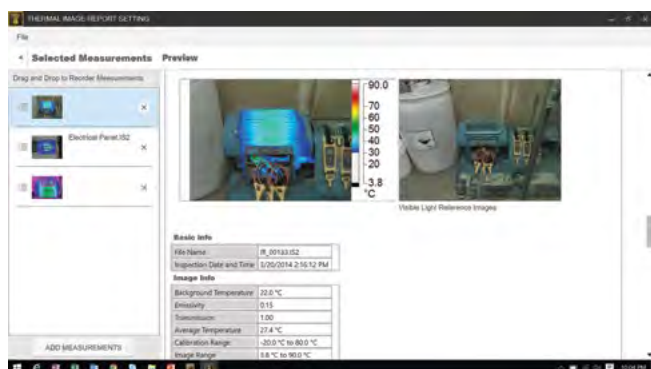 THERMAL IMAGE REPORT SETTING
File
Selected Measurements
Preview
Drag and Drop to Reorder Measurements
Electrical Panel.IS2
ADD MEASUREMENTS
90.0
70
60
50
40
30
20
3.8
°C
Visible Light Reference Images
Basic Info
File Name IR_00133.IS2
Inspection Date and Time 3/20/2014 2:16:12 PM
Image Info
Background Temperature 22.0 °C
Emissivity 0.15
Transmission 1.00
Average Temperature 27.4 °C
Calibration Range -20.0 °C to 80.0 °C
Image Range 3.8 °C to 90.0 °C
10:04 PM